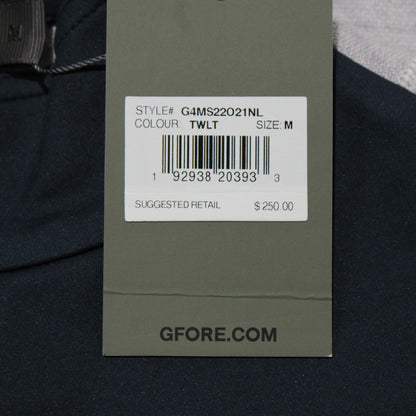 M
STYLE# G4MS22O21NL
COLOUR: TWLT SIZE: M
1 92938 20393 3
SUGGESTED RETAIL $ 250.00
GFORE.COM